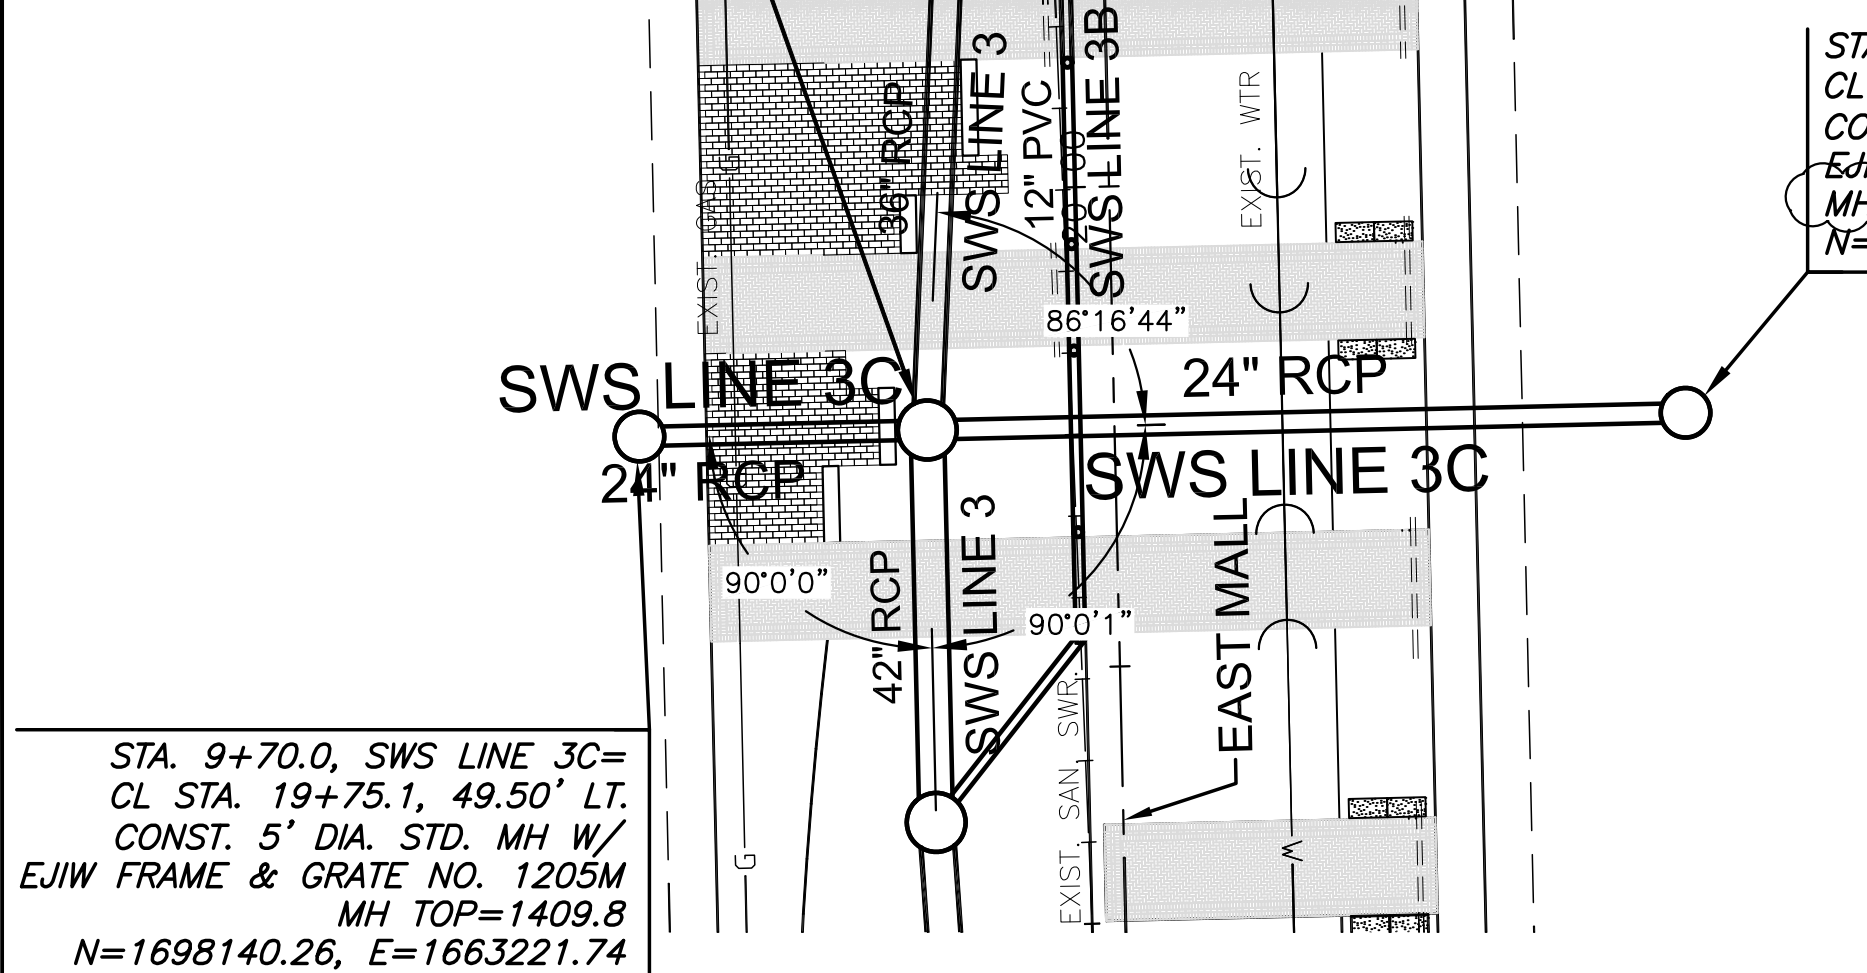 36" RCP
SWS LINE 3
12" PVC
SWS LINE 3B
EXIST. WTR
EXIST. GAS
G
STA
CL
CO
MH
N=
86°16'44"
SWS LINE 3C
24" RCP
24" RCP
SWS LINE 3C
90°0'0"
90°0'1"
42" RCP
SWS LINE 3
EAST MALL
EXIST. SAN. SWR.
G
W
STA. 9+70.0, SWS LINE 3C=
CL STA. 19+75.1, 49.50' LT.
CONST. 5' DIA. STD. MH W/
EJIW FRAME & GRATE NO. 1205M
MH TOP=1409.8
N=1698140.26, E=1663221.74